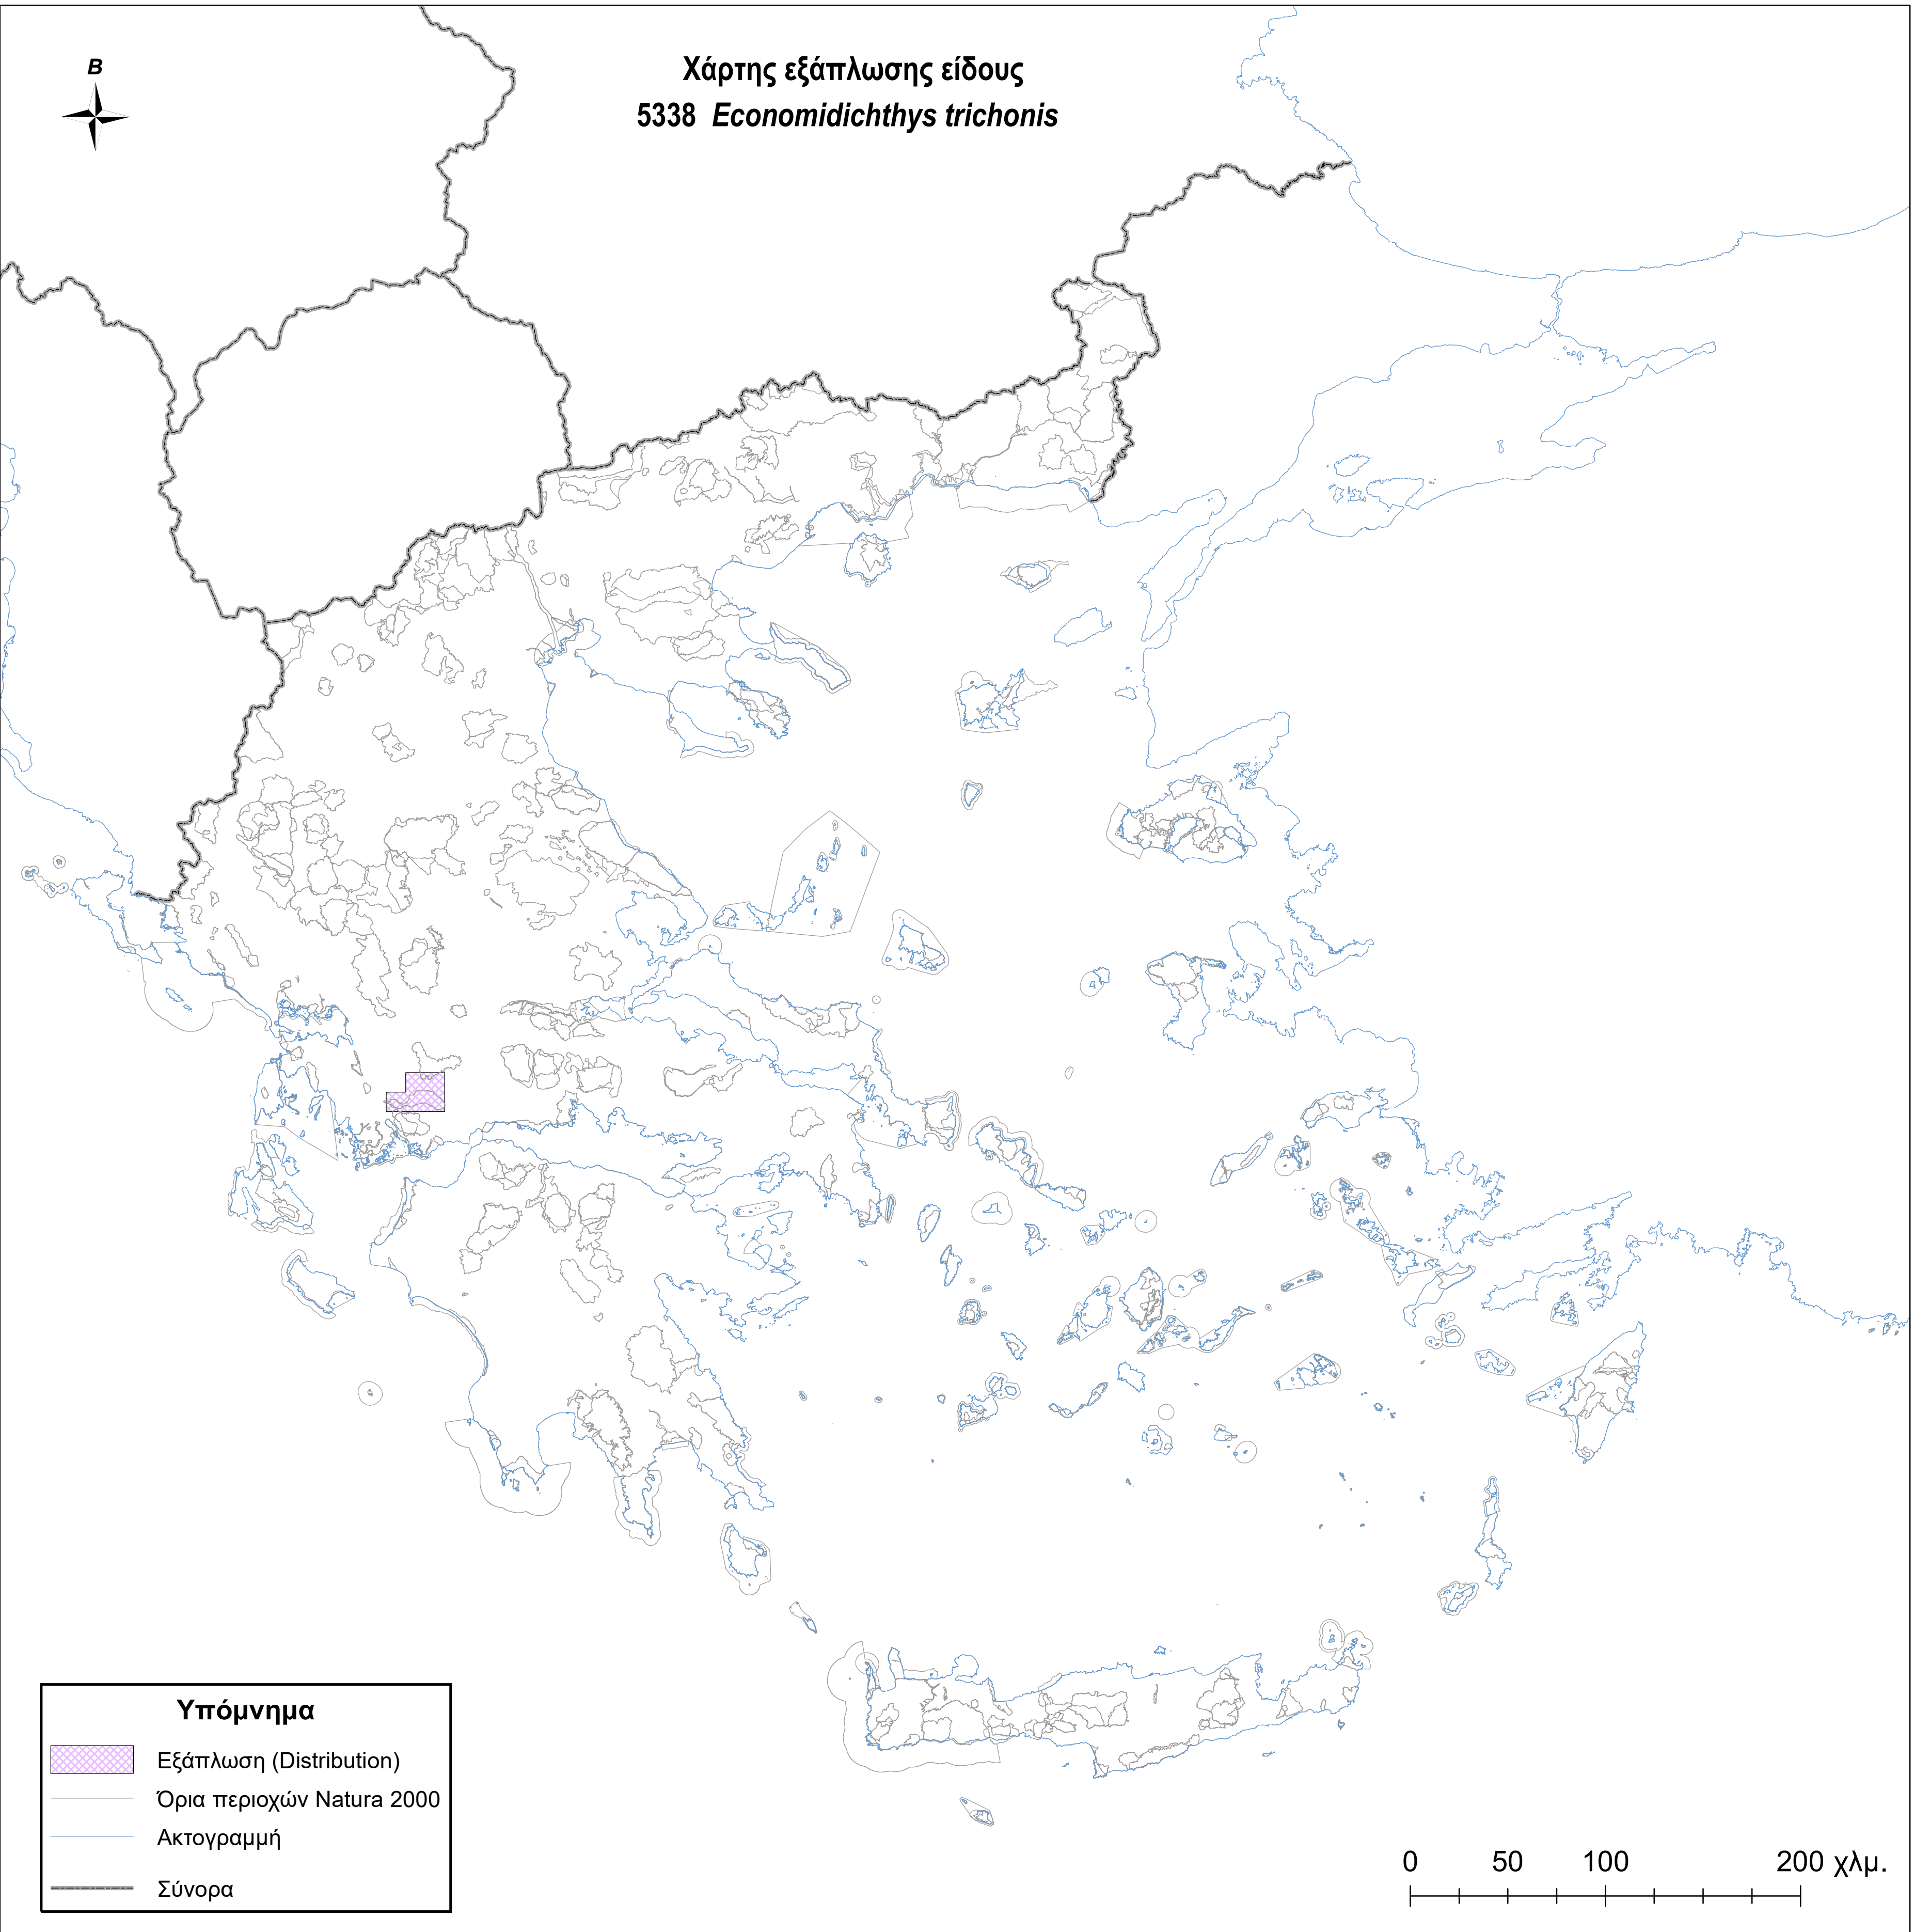 Χάρτης εξάπλωσης είδους
5338 Economidichthys trichonis
Β
Υπόμνημα
Εξάπλωση (Distribution)
Όρια περιοχών Natura 2000
Ακτογραμμή
Σύνορα
0 50 100 200 χλμ.